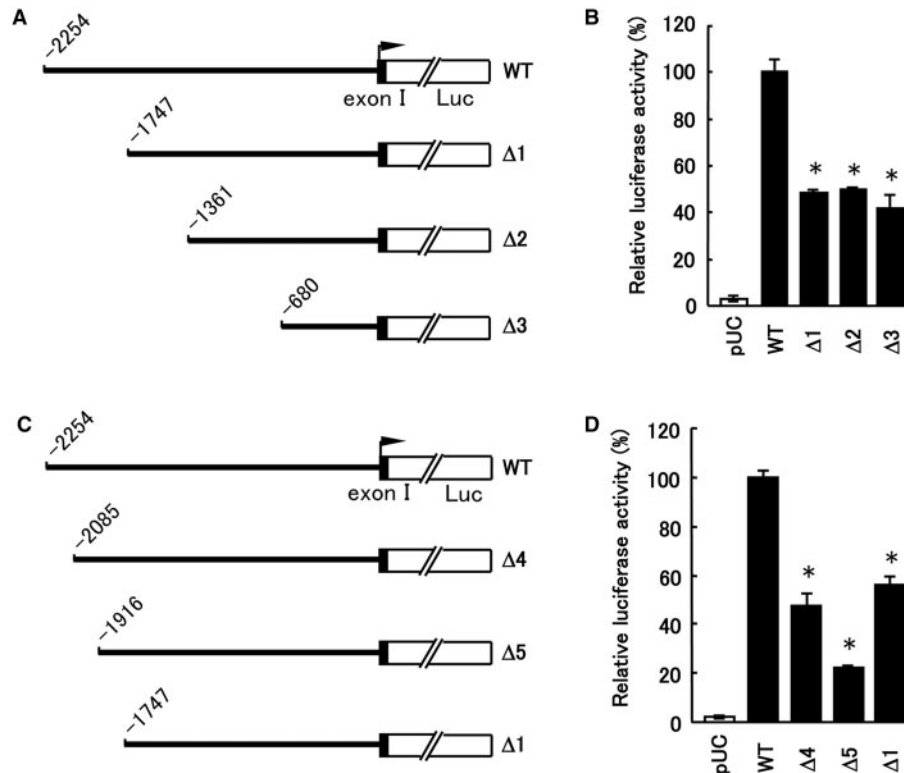 A
-2254
WT
exon I
Luc
-1747
Δ1
-1361
Δ2
-680
Δ3
B
Relative luciferase activity (%)
120
100
80
60
40
20
0
*
*
*
pUC
WT
Δ1
Δ2
Δ3
C
-2254
WT
exon I
Luc
-2085
Δ4
-1916
Δ5
-1747
Δ1
D
Relative luciferase activity (%)
120
100
80
60
40
20
0
*
*
*
pUC
WT
Δ4
Δ5
Δ1